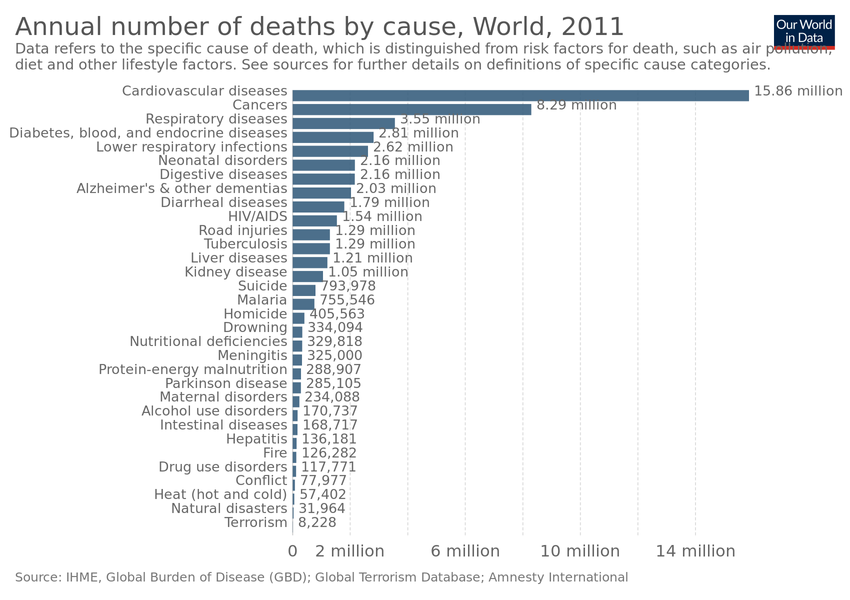 Annual number of deaths by cause, World, 2011
Our World
in Data
Data refers to the specific cause of death, which is distinguished from risk factors for death, such as air pollution,
diet and other lifestyle factors. See sources for further details on definitions of specific cause categories.
Cardiovascular diseases 15.86 million
Cancers 8.29 million
Respiratory diseases 3.55 million
Diabetes, blood, and endocrine diseases 2.81 million
Lower respiratory infections 2.62 million
Neonatal disorders 2.16 million
Digestive diseases 2.16 million
Alzheimer's & other dementias 2.03 million
Diarrheal diseases 1.79 million
HIV/AIDS 1.54 million
Road injuries 1.29 million
Tuberculosis 1.29 million
Liver diseases 1.21 million
Kidney disease 1.05 million
Suicide 793,978
Malaria 755,546
Homicide 405,563
Drowning 334,094
Nutritional deficiencies 329,818
Meningitis 325,000
Protein-energy malnutrition 288,907
Parkinson disease 285,105
Maternal disorders 234,088
Alcohol use disorders 170,737
Intestinal diseases 168,717
Hepatitis 136,181
Fire 126,282
Drug use disorders 117,771
Conflict 77,977
Heat (hot and cold) 57,402
Natural disasters 31,964
Terrorism 8,228
0 2 million 6 million 10 million 14 million
Source: IHME, Global Burden of Disease (GBD); Global Terrorism Database; Amnesty International